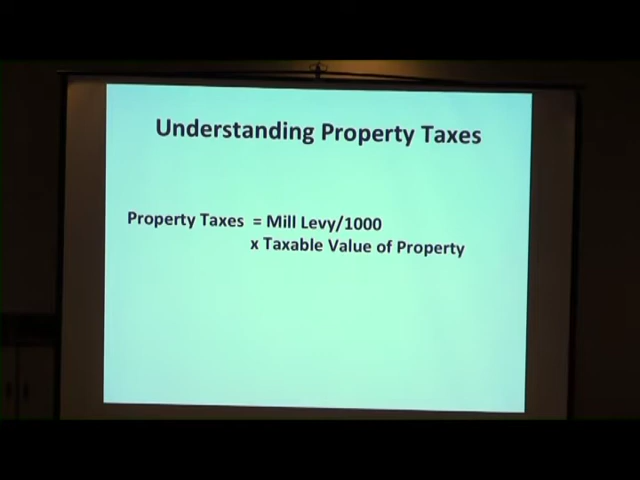 Understanding Property Taxes
Property Taxes = Mill Levy/1000
x Taxable Value of Property